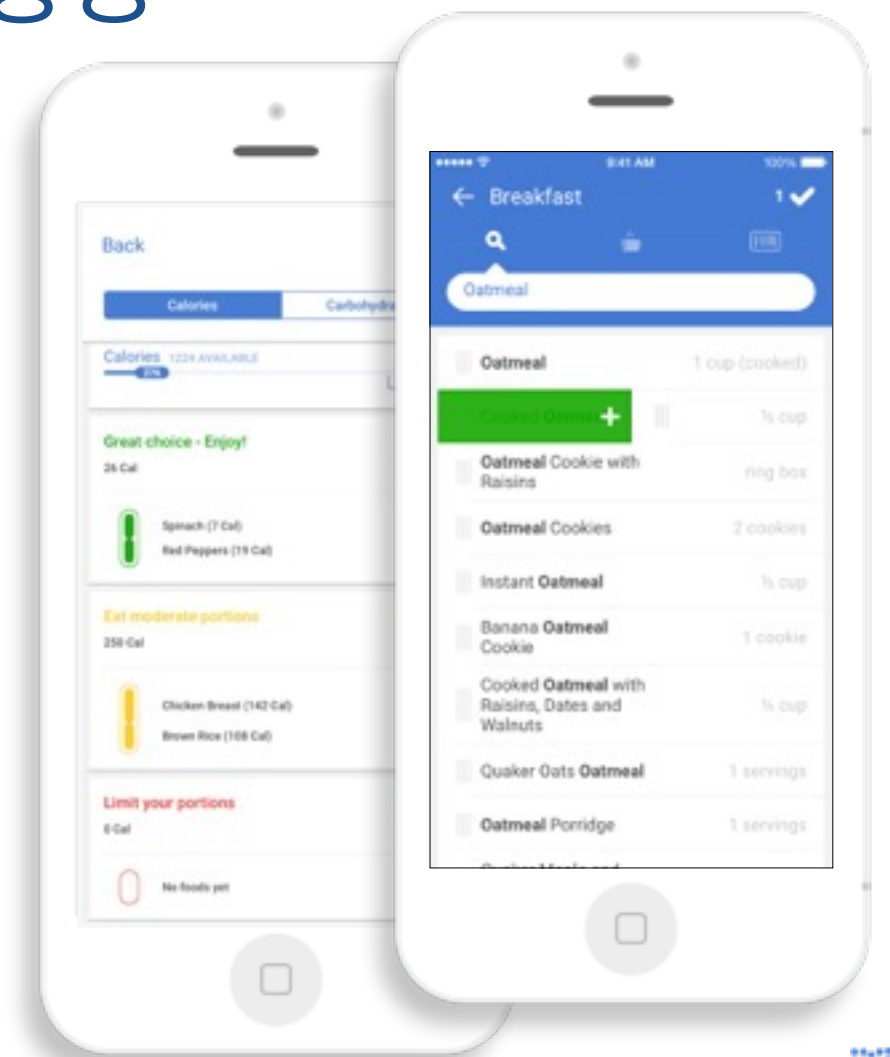 Back
Calories
Calories 1224 AVAILABLE
276
Great choice - Enjoy!
26 Cal
Spinach (7 Cal)
Red Peppers (19 Cal)
Eat moderate portions
250 Cal
Chicken Breast (142 Cal)
Brown Rice (108 Cal)
Limit your portions
0 Cal
No foods yet
9:41 AM 100%
Breakfast 1
Oatmeal
Oatmeal 1 cup (cooked)
Cooked ½ cup
Oatmeal Cookie with
Raisins
ring box
Oatmeal Cookies 2 cookies
Instant Oatmeal ½ cup
Banana Oatmeal
Cookie
1 cookie
Cooked Oatmeal with
Raisins, Dates and
Walnuts
½ cup
Quaker Oats Oatmeal 1 servings
Oatmeal Porridge 1 servings